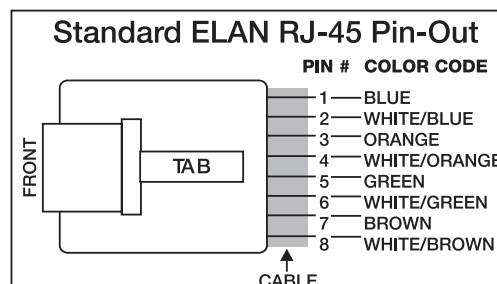 Standard ELAN RJ-45 Pin-Out
PIN # COLOR CODE
1 BLUE
2 WHITE/BLUE
3 ORANGE
4 WHITE/ORANGE
5 GREEN
6 WHITE/GREEN
7 BROWN
8 WHITE/BROWN
FRONT
TAB
CABLE